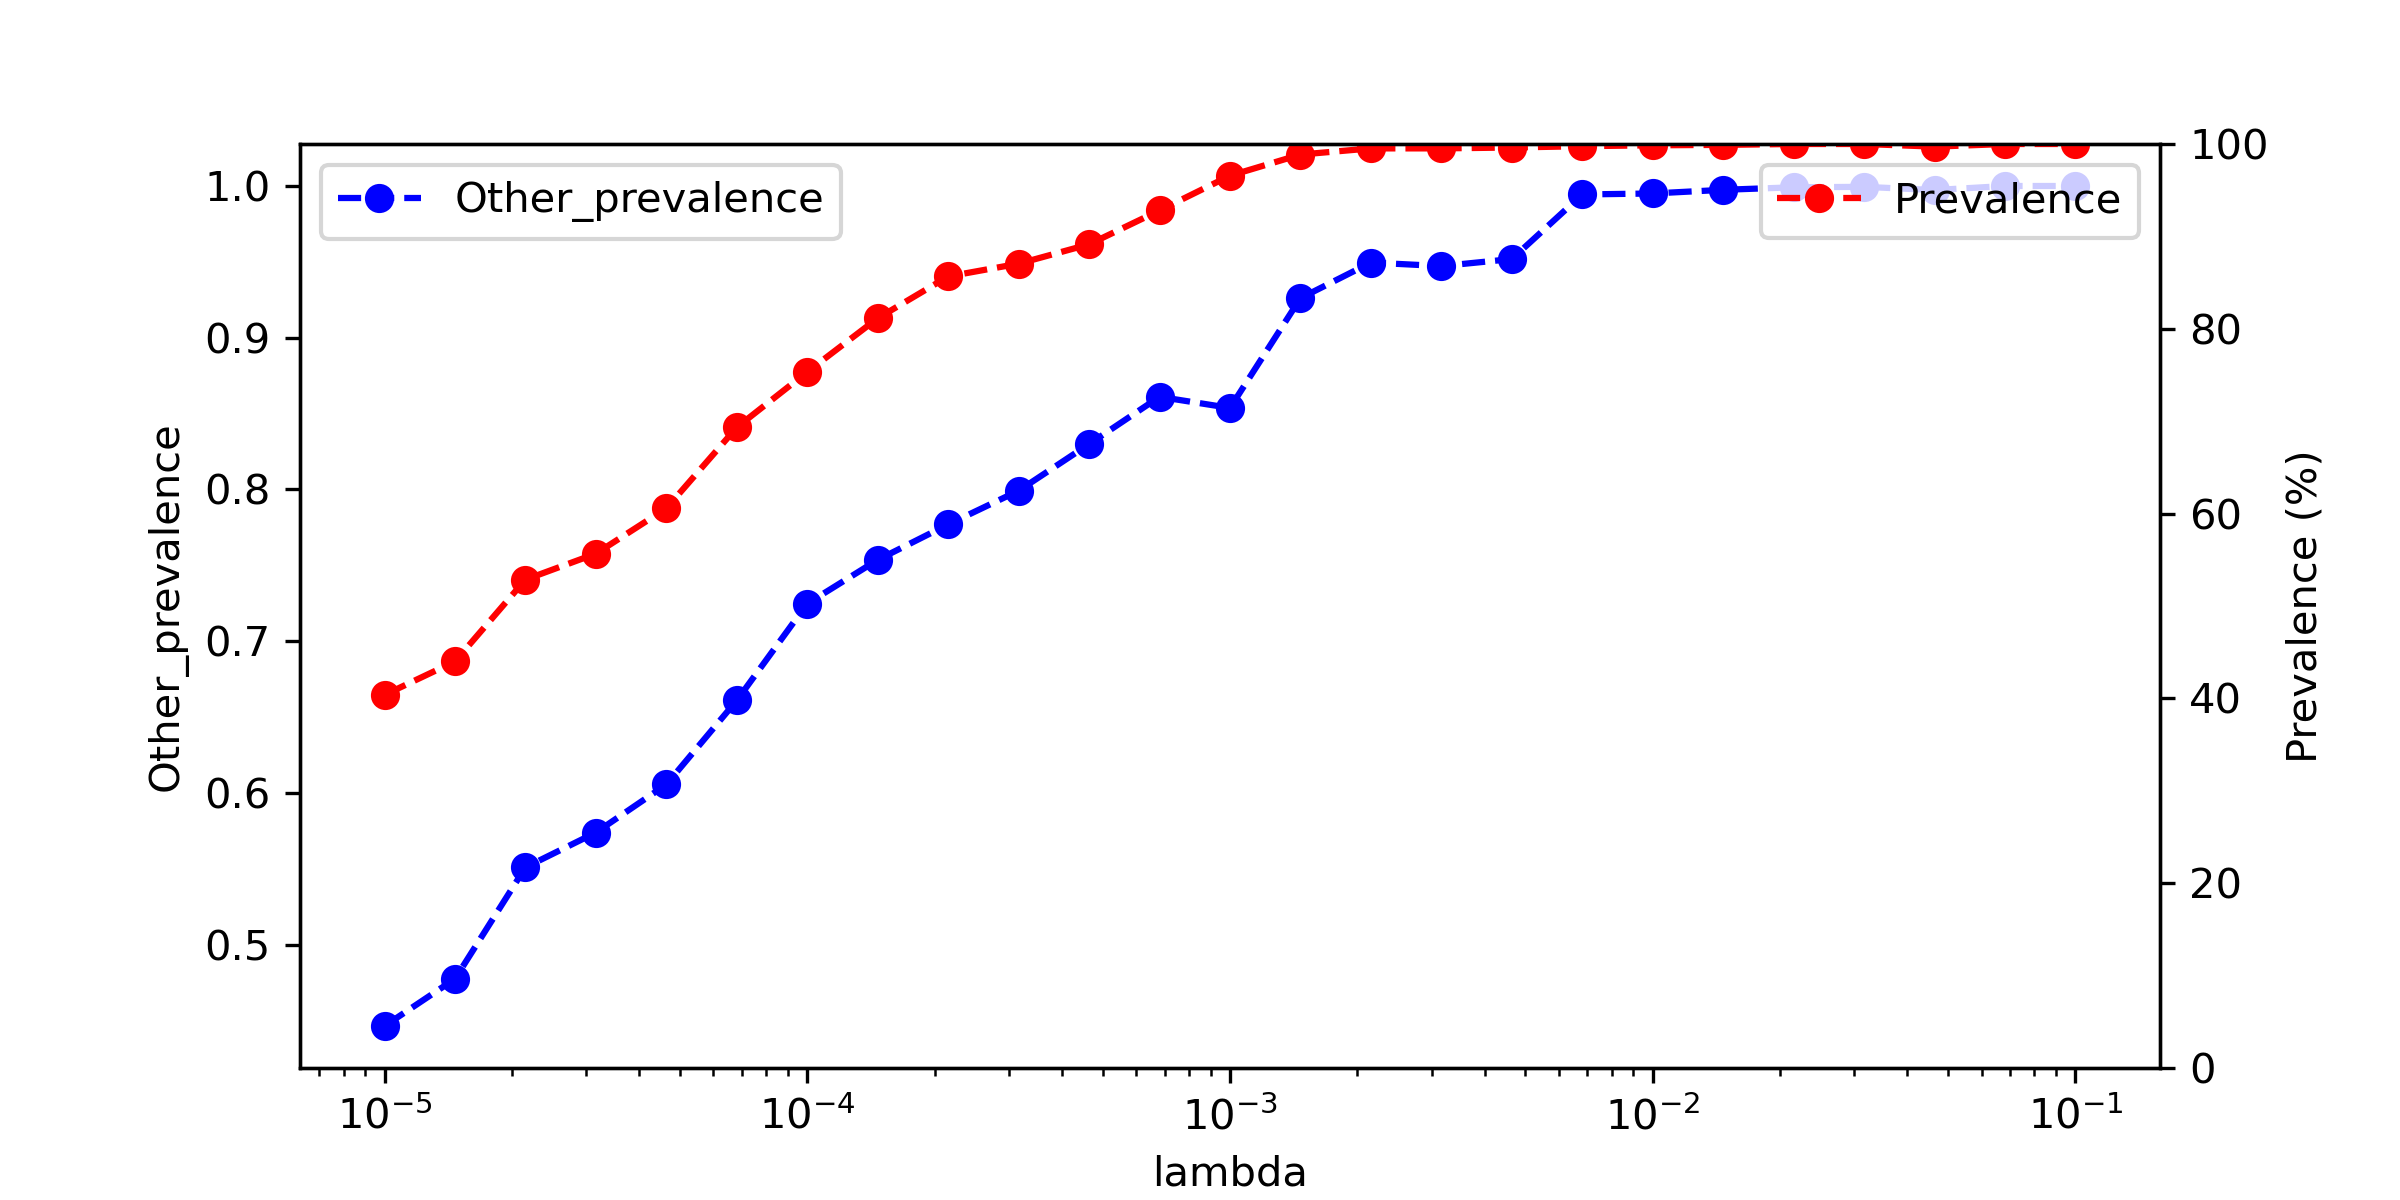 Other_prevalence
Prevalence
1.0
0.9
0.8
0.7
0.6
0.5
Other_prevalence
100
80
60
40
20
0
Prevalence (%)
10⁻⁵ 10⁻⁴ 10⁻³ 10⁻² 10⁻¹
lambda